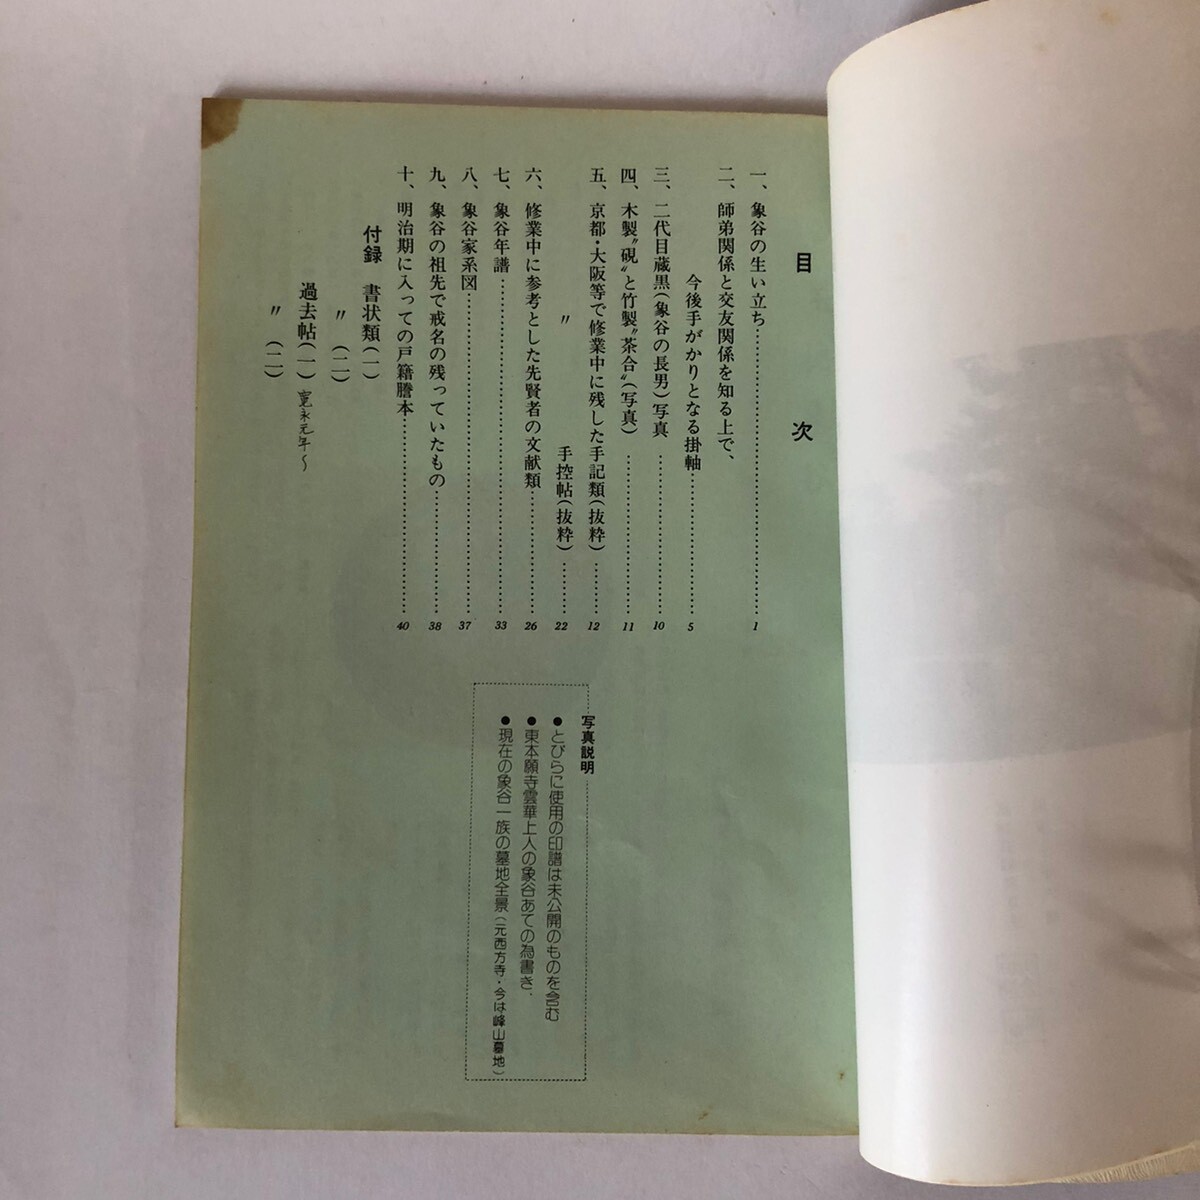 目次
一、象谷の生い立ち……………………1
二、師弟関係と交友関係を知る上で、
今後手がかりとなる掛軸……………5
三、二代目蔵黒(象谷の長男)写真……………10
四、木製〝硯〟と竹製〝茶合〟(写真)……………11
五、京都・大阪等で修業中に残した手記類(抜粋)……12
〃 手控帖(抜粋)……22
六、修業中に参考とした先賢者の文献類……………26
七、象谷年譜……………………33
八、象谷家系図……………………37
九、象谷の祖先で戒名の残っていたもの……………38
十、明治期に入っての戸籍謄本……………………40
付録 書状類(一)
〃 (二)
過去帖(一) 寛永元年～
〃 (二)
写真説明
●とびらに使用の印譜は未公開のものを含む
●東本願寺雲華上人の象谷あての為書き.
●現在の象谷一族の墓地全景(元西方寺・今は峰山墓地)